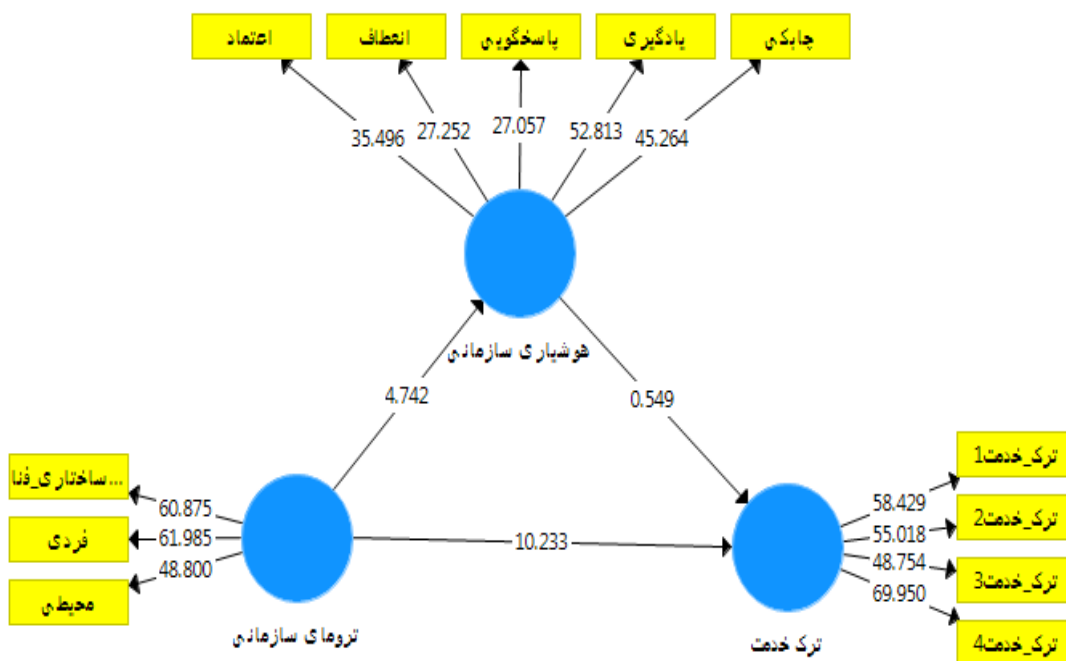 اعتماد
انعطاف
پاسخگویی
یادگیری
چابکی
35.496
27.252
27.057
52.813
45.264
هوشیاری سازمانی
4.742
0.549
ساختاری_فنا...
فردی
محیطی
60.875
61.985
48.800
10.233
ترومای سازمانی
ترک خدمت
58.429
55.018
48.754
69.950
ترک_خدمت1
ترک_خدمت2
ترک_خدمت3
ترک_خدمت4